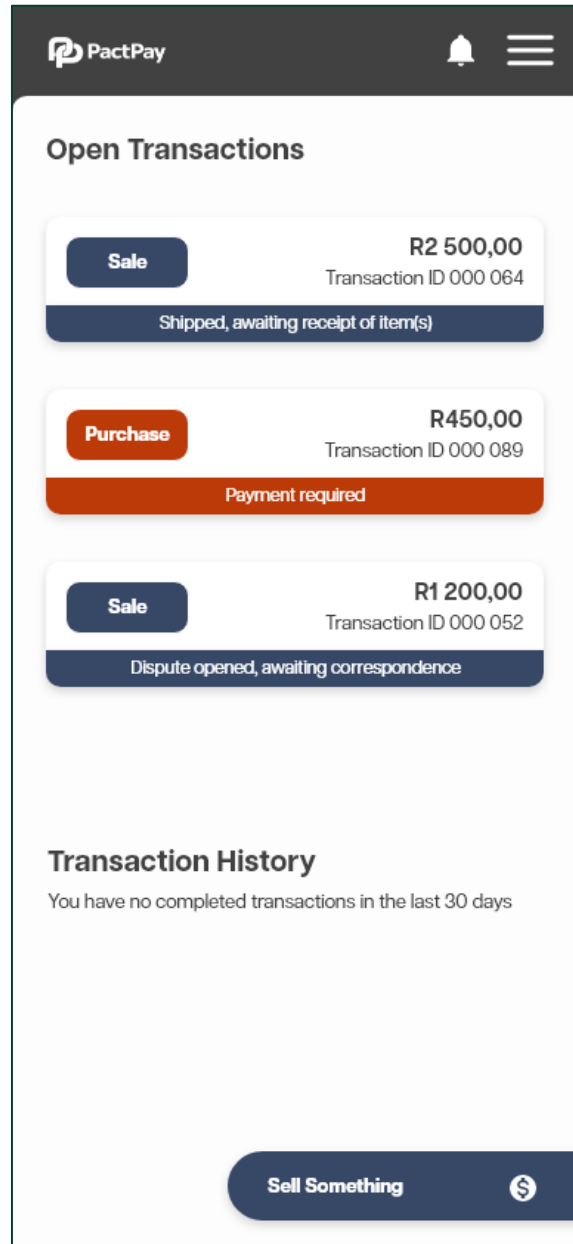 PactPay
Open Transactions
Sale
R2 500,00
Transaction ID 000 064
Shipped, awaiting receipt of item(s)
Purchase
R450,00
Transaction ID 000 089
Payment required
Sale
R1 200,00
Transaction ID 000 052
Dispute opened, awaiting correspondence
Transaction History
You have no completed transactions in the last 30 days
Sell Something $